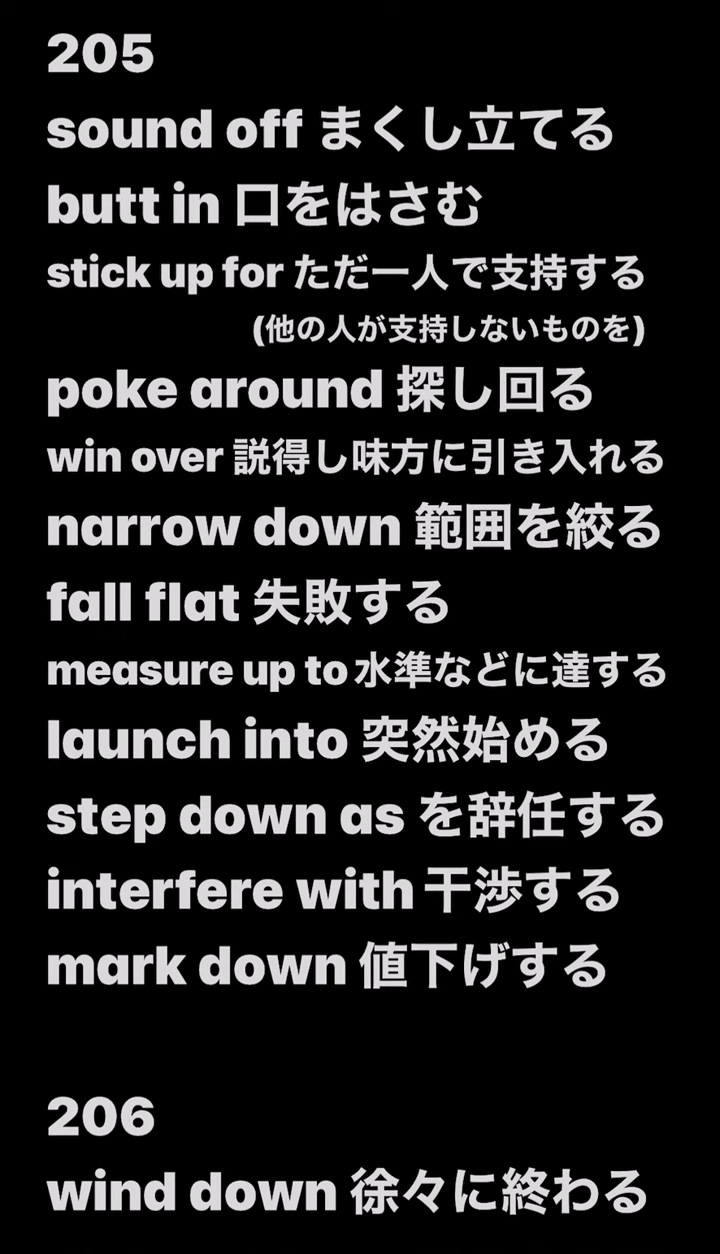 205
sound off まくし立てる
butt in 口をはさむ
stick up for ただ一人で支持する
(他の人が支持しないものを)
poke around 探し回る
win over 説得し味方に引き入れる
narrow down 範囲を絞る
fall flat 失敗する
measure up to 水準などに達する
launch into 突然始める
step down as を辞任する
interfere with 干渉する
mark down 値下げする
206
wind down 徐々に終わる